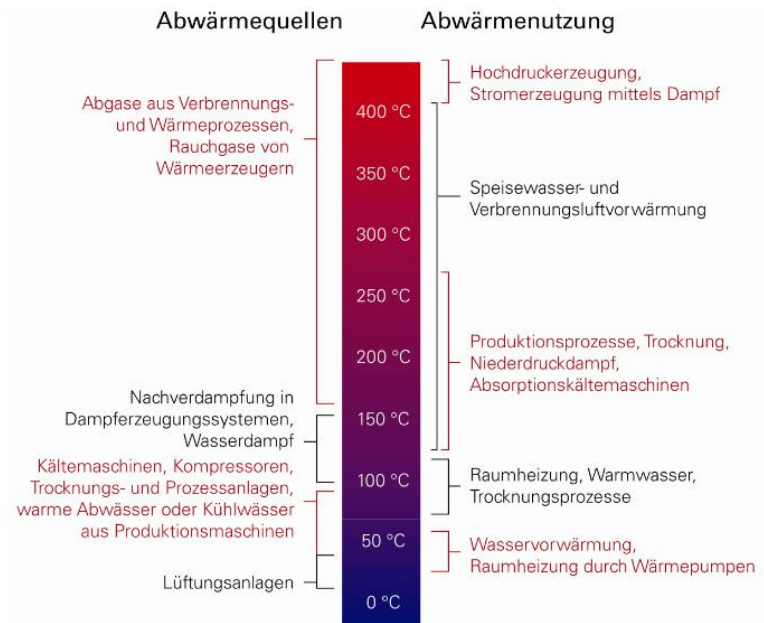 Abwärmequellen
Abwärmenutzung
Abgase aus Verbrennungs-
und Wärmeprozessen,
Rauchgase von
Wärmeerzeugern
Nachverdampfung in
Dampferzeugungssystemen,
Wasserdampf
Kältemaschinen, Kompressoren,
Trocknungs- und Prozessanlagen,
warme Abwässer oder Kühlwässer
aus Produktionsmaschinen
Lüftungsanlagen
400 °C
350 °C
300 °C
250 °C
200 °C
150 °C
100 °C
50 °C
0 °C
Hochdruckerzeugung,
Stromerzeugung mittels Dampf
Speisewasser- und
Verbrennungsluftvorwärmung
Produktionsprozesse, Trocknung,
Niederdruckdampf,
Absorptionskältemaschinen
Raumheizung, Warmwasser,
Trocknungsprozesse
Wasservorwärmung,
Raumheizung durch Wärmepumpen